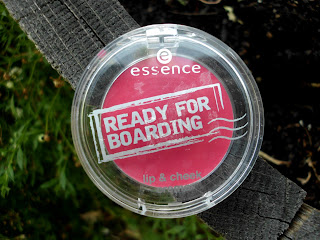 essence
READY FOR
BOARDING
lip & cheek